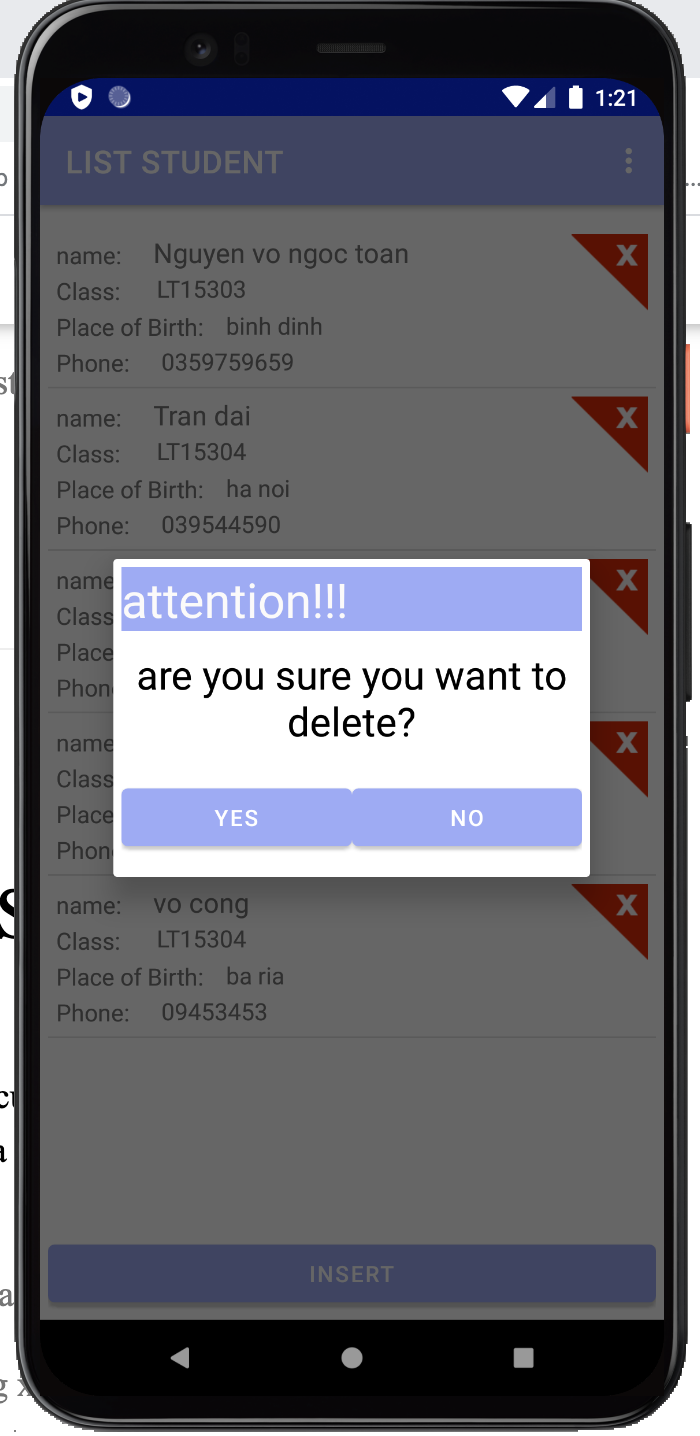 1:21
LIST STUDENT
name: Nguyen vo ngoc toan
X
Class: LT15303
Place of Birth: binh dinh
Phone: 0359759659
name: Tran dai
X
Class: LT15304
Place of Birth: ha noi
Phone: 039544590
name
X
Class
Place
Phon
attention!!!
are you sure you want to
delete?
YES NO
name
X
Class
Place
Phon
name: vo cong
X
Class: LT15304
Place of Birth: ba ria
Phone: 09453453
INSERT